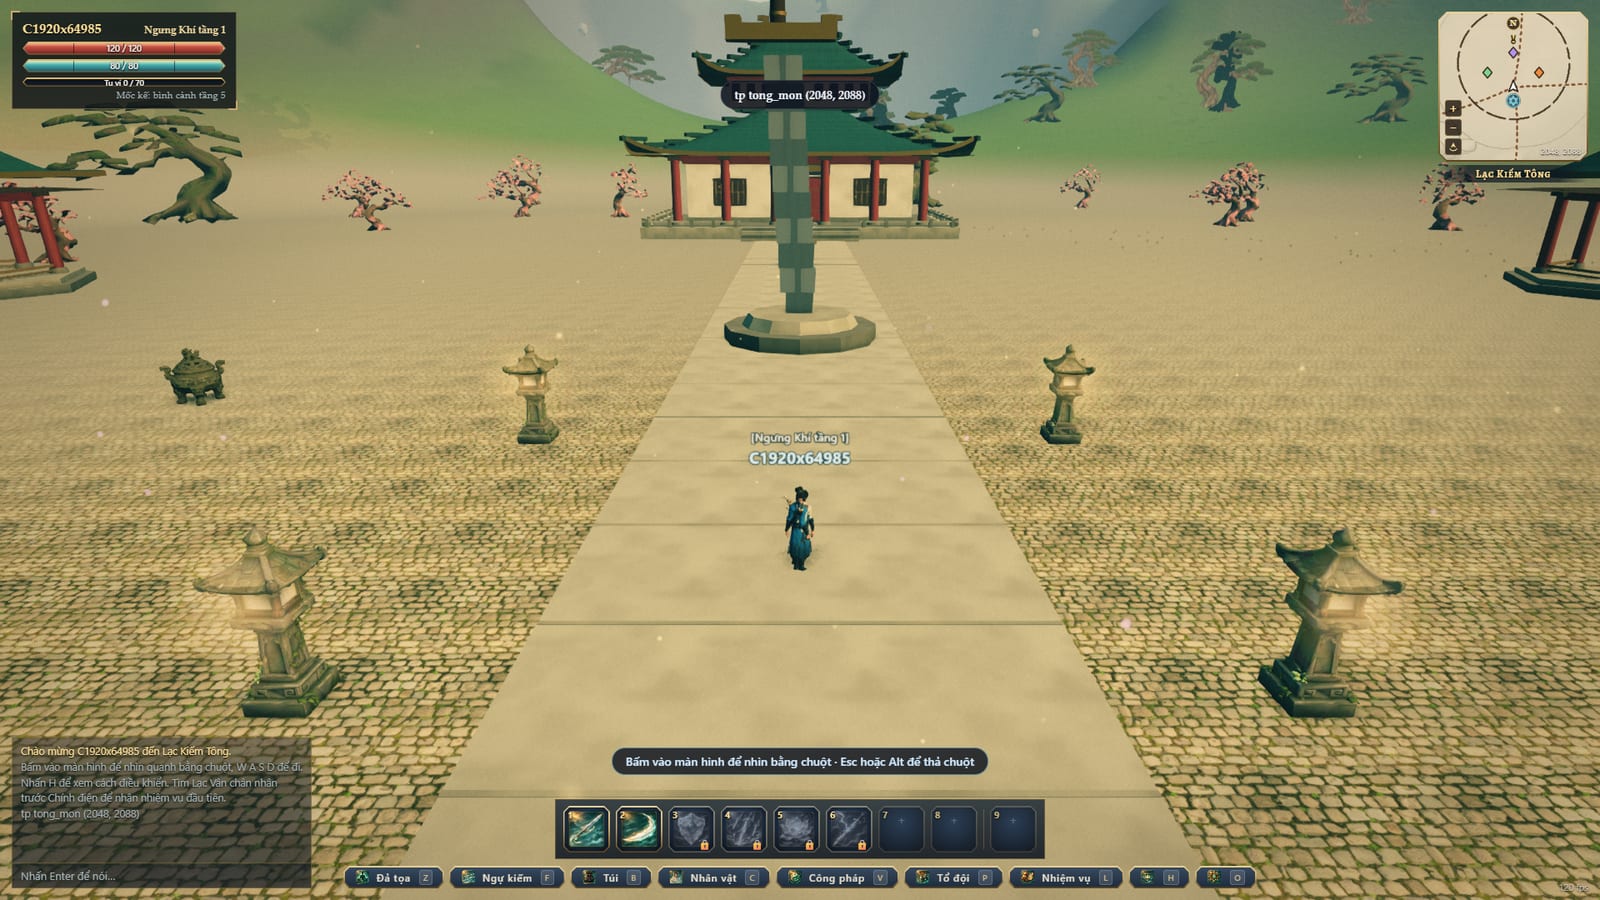 C1920x64985
Ngưng Khí tầng 1
120 / 120
80 / 80
Tu vi 0 / 70
Mốc kế: bình cảnh tầng 5
tp tong_mon (2048, 2088)
N
+
−
2048, 2088
LẠC KIẾM TÔNG
[Ngưng Khí tầng 1]
C1920x64985
Chào mừng C1920x64985 đến Lạc Kiếm Tông.
Bấm vào màn hình để nhìn quanh bằng chuột, W A S D để đi.
Nhấn H để xem cách điều khiển. Tìm Lạc Vân chân nhân
trước Chính điện để nhận nhiệm vụ đầu tiên.
tp tong_mon (2048, 2088)
Nhấn Enter để nói...
Bấm vào màn hình để nhìn bằng chuột · Esc hoặc Alt để thả chuột
1 2 3 4 5 6 7 + 8 + 9 +
Đả tọa Z Ngự kiếm F Túi B Nhân vật C Công pháp V Tổ đội P Nhiệm vụ L H O
120 fps